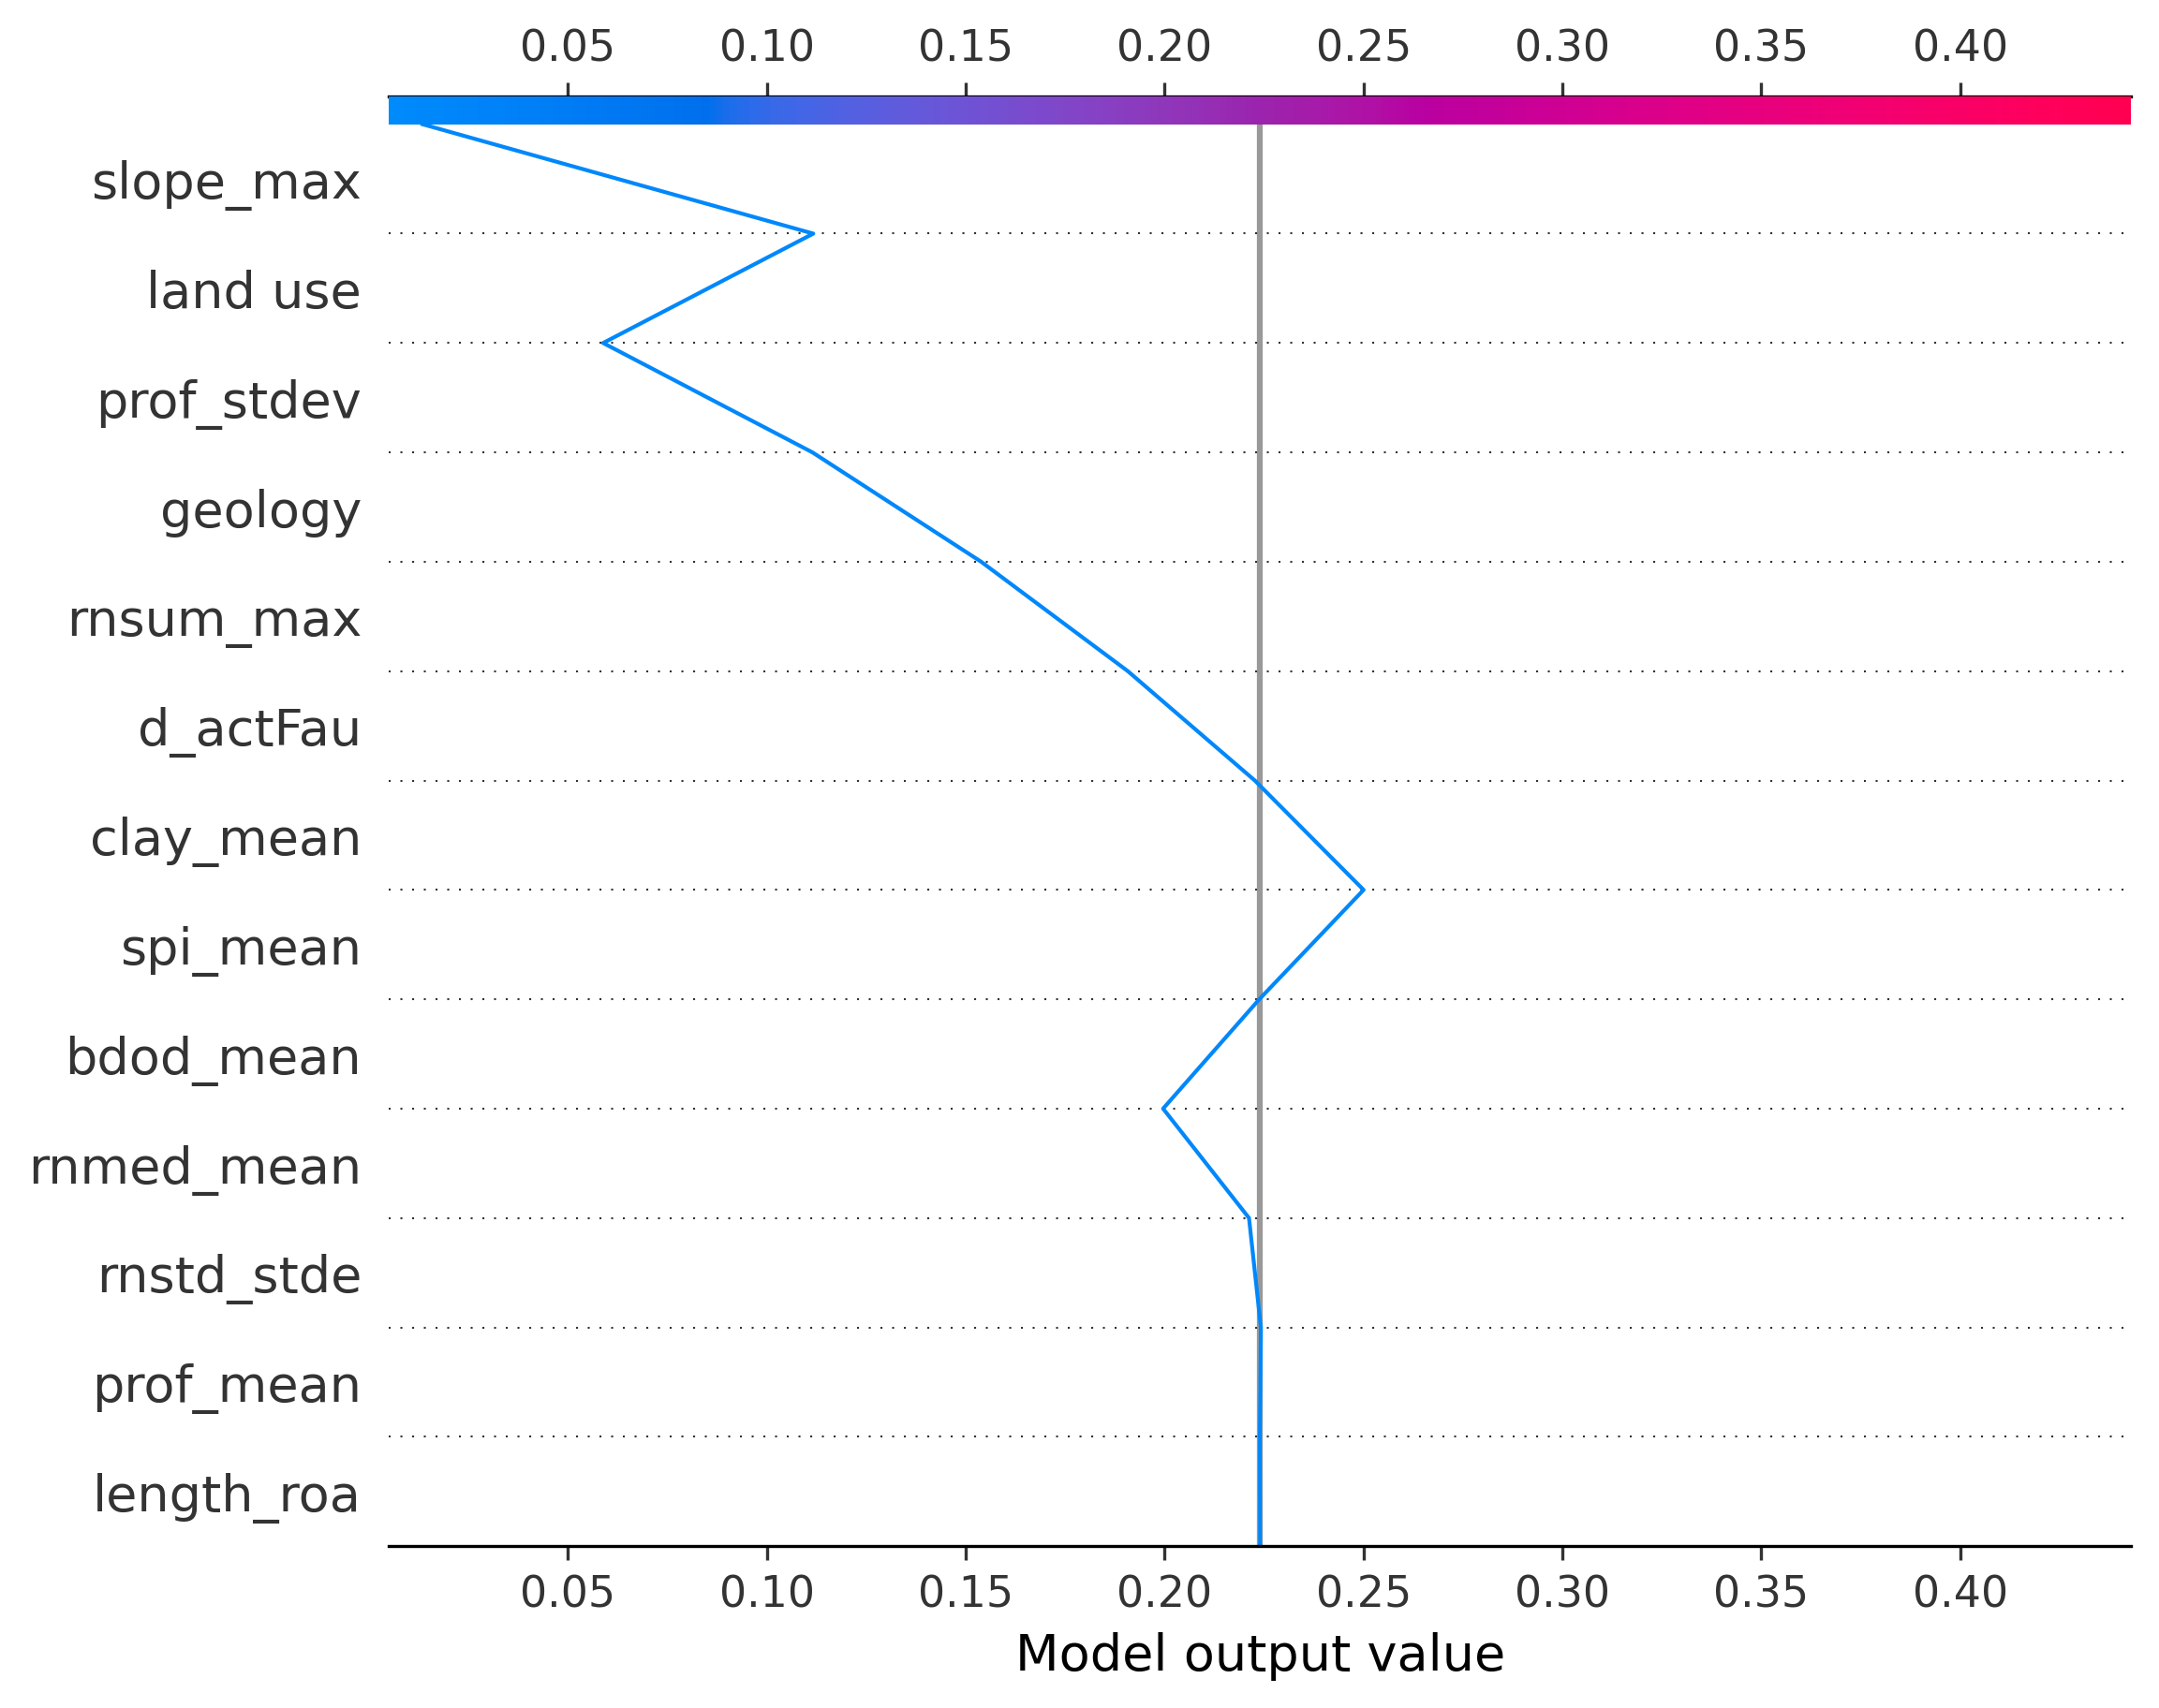 0.05 0.10 0.15 0.20 0.25 0.30 0.35 0.40
slope_max
land use
prof_stdev
geology
rnsum_max
d_actFau
clay_mean
spi_mean
bdod_mean
rnmed_mean
rnstd_stde
prof_mean
length_roa
0.05 0.10 0.15 0.20 0.25 0.30 0.35 0.40
Model output value